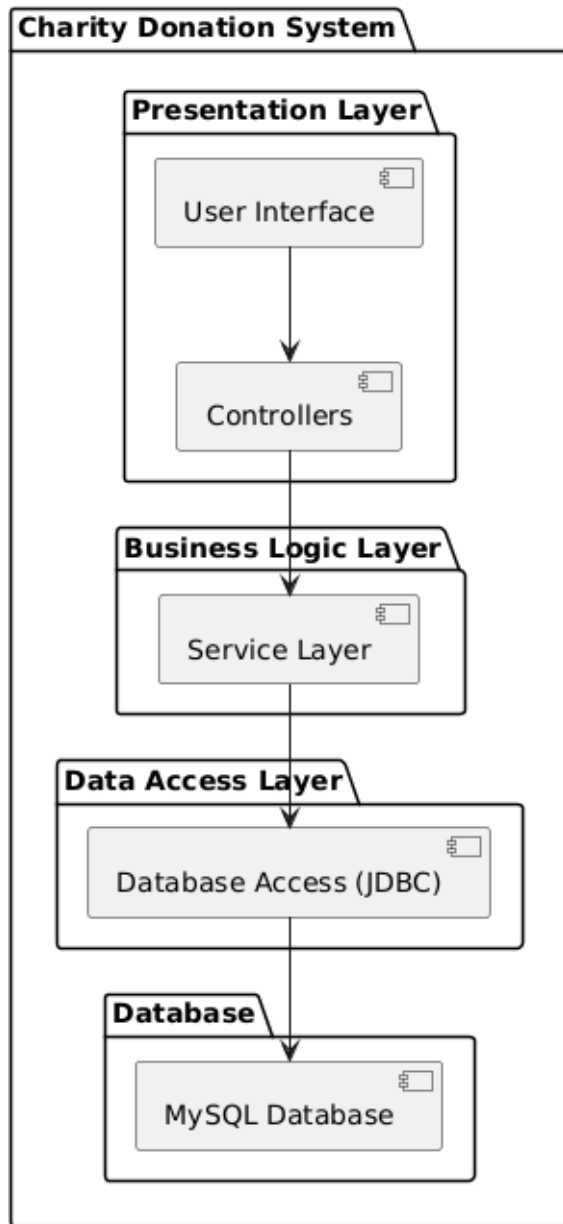 Charity Donation System
Presentation Layer
User Interface
Controllers
Business Logic Layer
Service Layer
Data Access Layer
Database Access (JDBC)
Database
MySQL Database